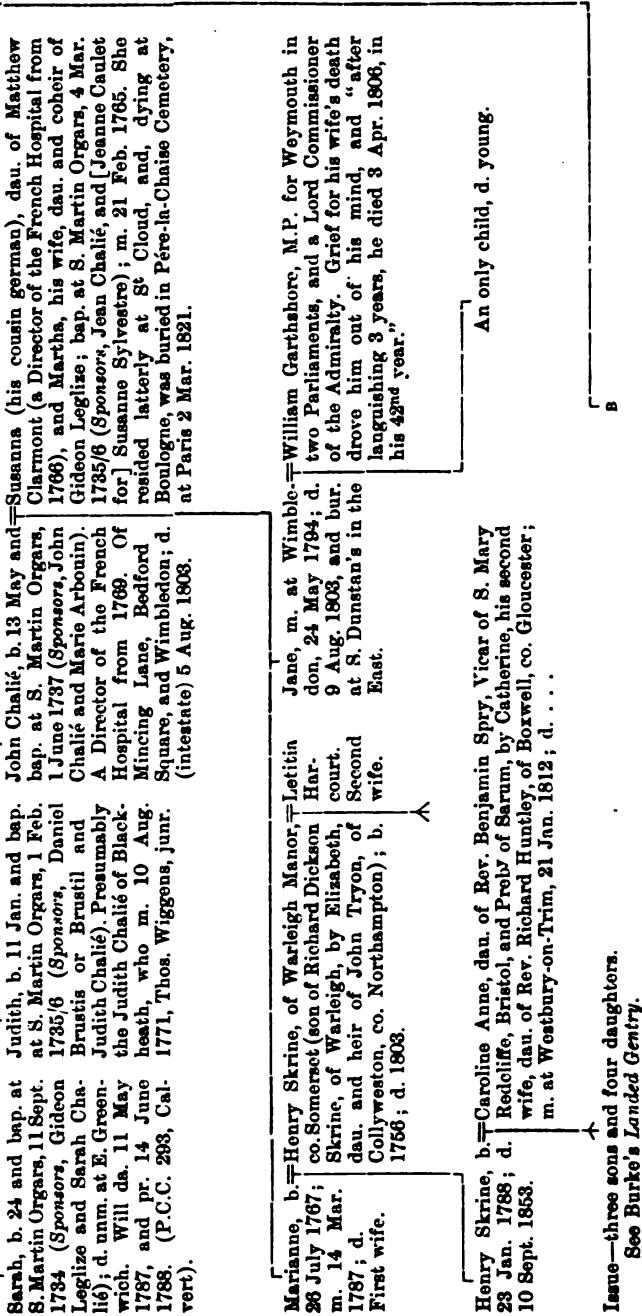 Sarah, b. 24 and bap. at
S. Martin Orgars, 11 Sept.
1734 (Sponsors, Gideon
Leglize and Sarah Cha-
lié); d. unm. at E. Green-
wich. Will da. 11 May
1787, and pr. 14 June
1788. (P.C.C. 293, Cal-
vert).
Judith, b. 11 Jan. and bap.
at S. Martin Orgars, 1 Feb.
1735/6 (Sponsors, Daniel
Brustis or Brustil and
Judith Chalié). Presumably
the Judith Chalié of Black-
heath, who m. 10 Aug.
1771, Thos. Wiggens, junr.
John Chalié, b. 13 May and
bap. at S. Martin Orgars,
1 June 1737 (Sponsors, John
Chalié and Marie Arbouin).
A Director of the French
Hospital from 1769. Of
Mincing Lane, Bedford
Square, and Wimbledon; d.
(intestate) 5 Aug. 1803.
=Susanna (his cousin german), dau. of Matthew
Clarmont (a Director of the French Hospital from
1766), and Martha, his wife, dau. and coheir of
Gideon Leglize; bap. at S. Martin Orgars, 4 Mar.
1735/6 (Sponsors, Jean Chalié, and [Jeanne Caulet
for] Susanne Sylvestre); m. 21 Feb. 1765. She
resided latterly at St Cloud, and, dying at
Boulogne, was buried in Pére-la-Chaise Cemetery,
at Paris 2 Mar. 1821.
Marianne, b.
26 July 1767;
m. 14 Mar.
1787; d.
First wife.
=Henry Skrine, of Warleigh Manor,
co. Somerset (son of Richard Dickson
Skrine, of Warleigh, by Elizabeth,
dau. and heir of John Tryon, of
Collyweston, co. Northampton); b.
1756; d. 1803.
=Letitia
Har-
court.
Second
wife.
Jane, m. at Wimble-
don, 24 May 1794; d.
9 Aug. 1803, and bur.
at S. Dunstan's in the
East.
=William Garthshore, M.P. for Weymouth in
two Parliaments, and a Lord Commissioner
of the Admiralty. Grief for his wife's death
drove him out of his mind, and "after
languishing 3 years, he died 3 Apr. 1806, in
his 42nd year."
An only child, d. young.
Henry Skrine, b.
23 Jan. 1788; d.
10 Sept. 1853.
=Caroline Anne, dau. of Rev. Benjamin Spry, Vicar of S. Mary
Redcliffe, Bristol, and Preby of Sarum, by Catherine, his second
wife, dau. of Rev. Richard Huntley, of Boxwell, co. Gloucester;
m. at Westbury-on-Trim, 21 Jan. 1812; d. . . .
Issue—three sons and four daughters.
See Burke's Landed Gentry.
B